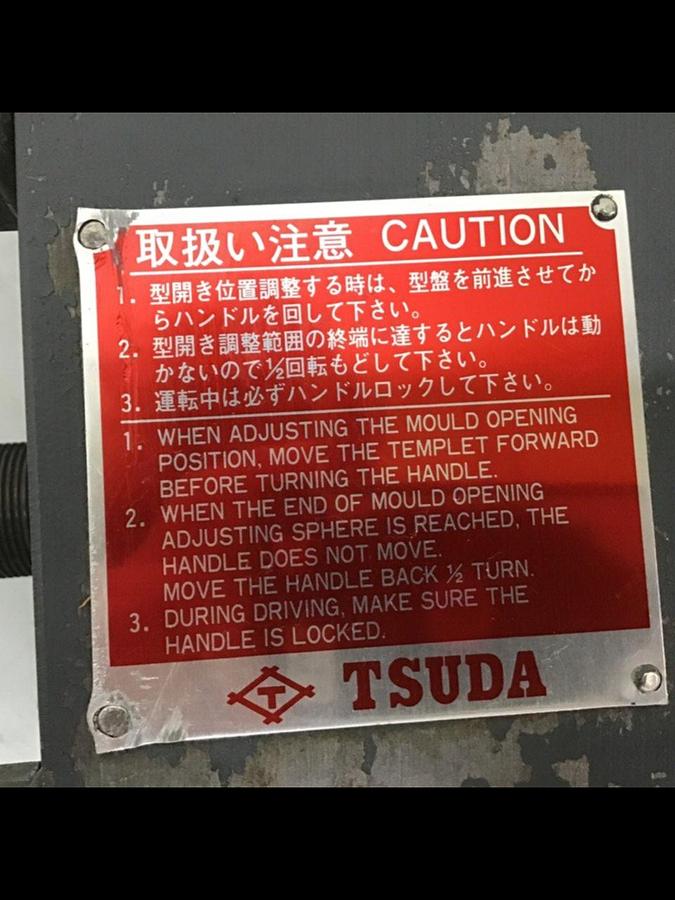 取扱い注意 CAUTION
1. 型開き位置調整する時は、型盤を前進させてか
らハンドルを回して下さい。
2. 型開き調整範囲の終端に達するとハンドルは動
かないので½回転もどして下さい。
3. 運転中は必ずハンドルロックして下さい。
1. WHEN ADJUSTING THE MOULD OPENING
POSITION, MOVE THE TEMPLET FORWARD
BEFORE TURNING THE HANDLE.
2. WHEN THE END OF MOULD OPENING
ADJUSTING SPHERE IS REACHED, THE
HANDLE DOES NOT MOVE.
MOVE THE HANDLE BACK ½ TURN.
3. DURING DRIVING, MAKE SURE THE
HANDLE IS LOCKED.
T TSUDA